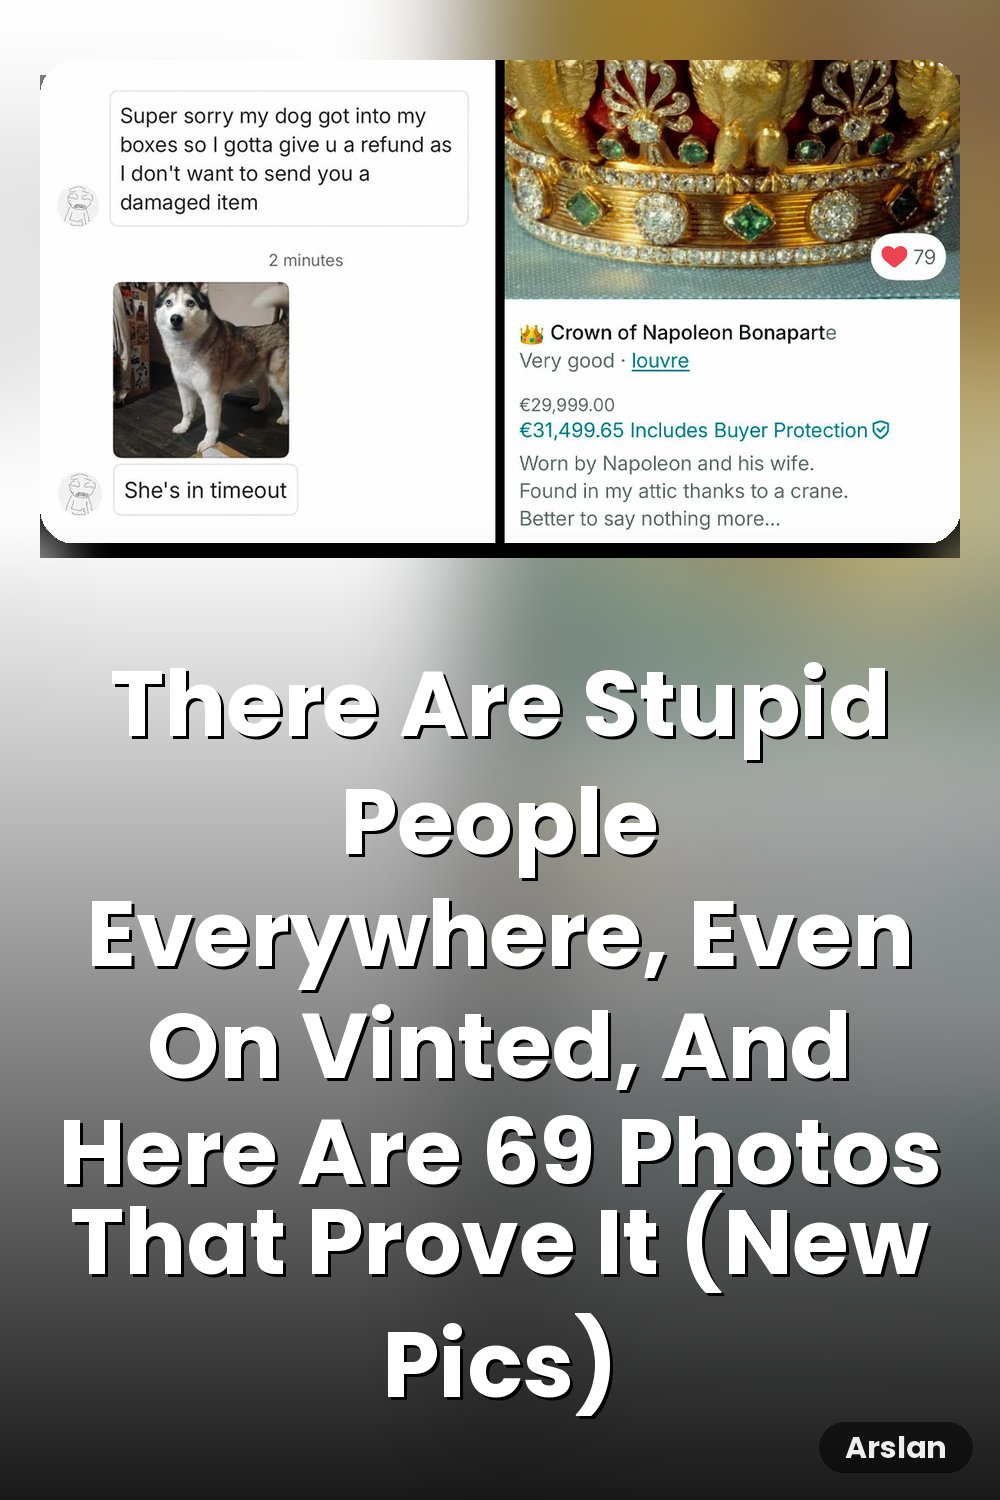 Super sorry my dog got into my
boxes so I gotta give u a refund as
I don't want to send you a
damaged item
2 minutes
She's in timeout
79
👑 Crown of Napoleon Bonaparte
Very good · louvre
€29,999.00
€31,499.65 Includes Buyer Protection
Worn by Napoleon and his wife.
Found in my attic thanks to a crane.
Better to say nothing more...
There Are Stupid
People
Everywhere, Even
On Vinted, And
Here Are 69 Photos
That Prove It (New
Pics)
Arslan